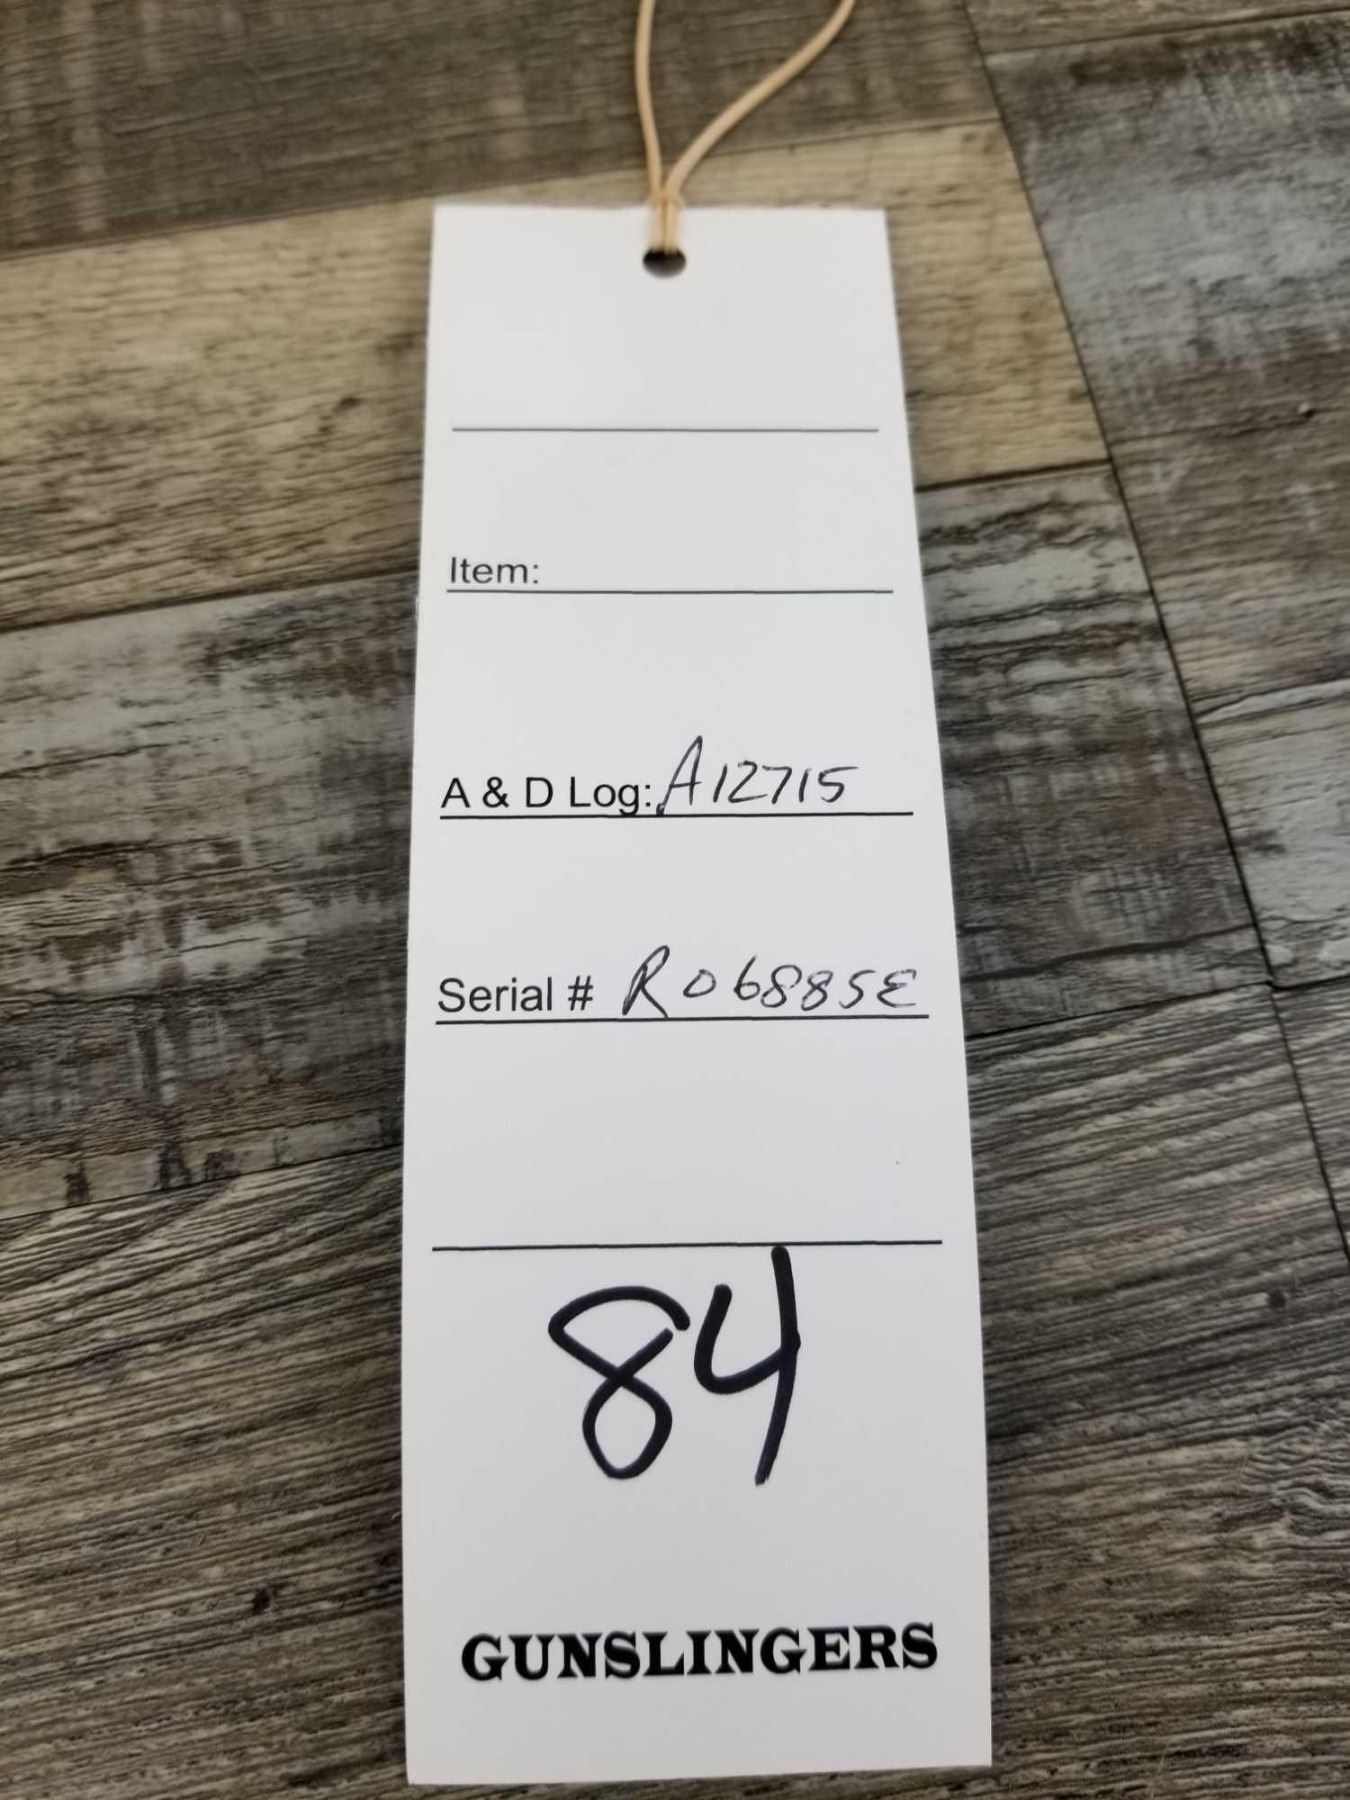 Item:
A & D Log: A12715
Serial # R06885E
84
GUNSLINGERS